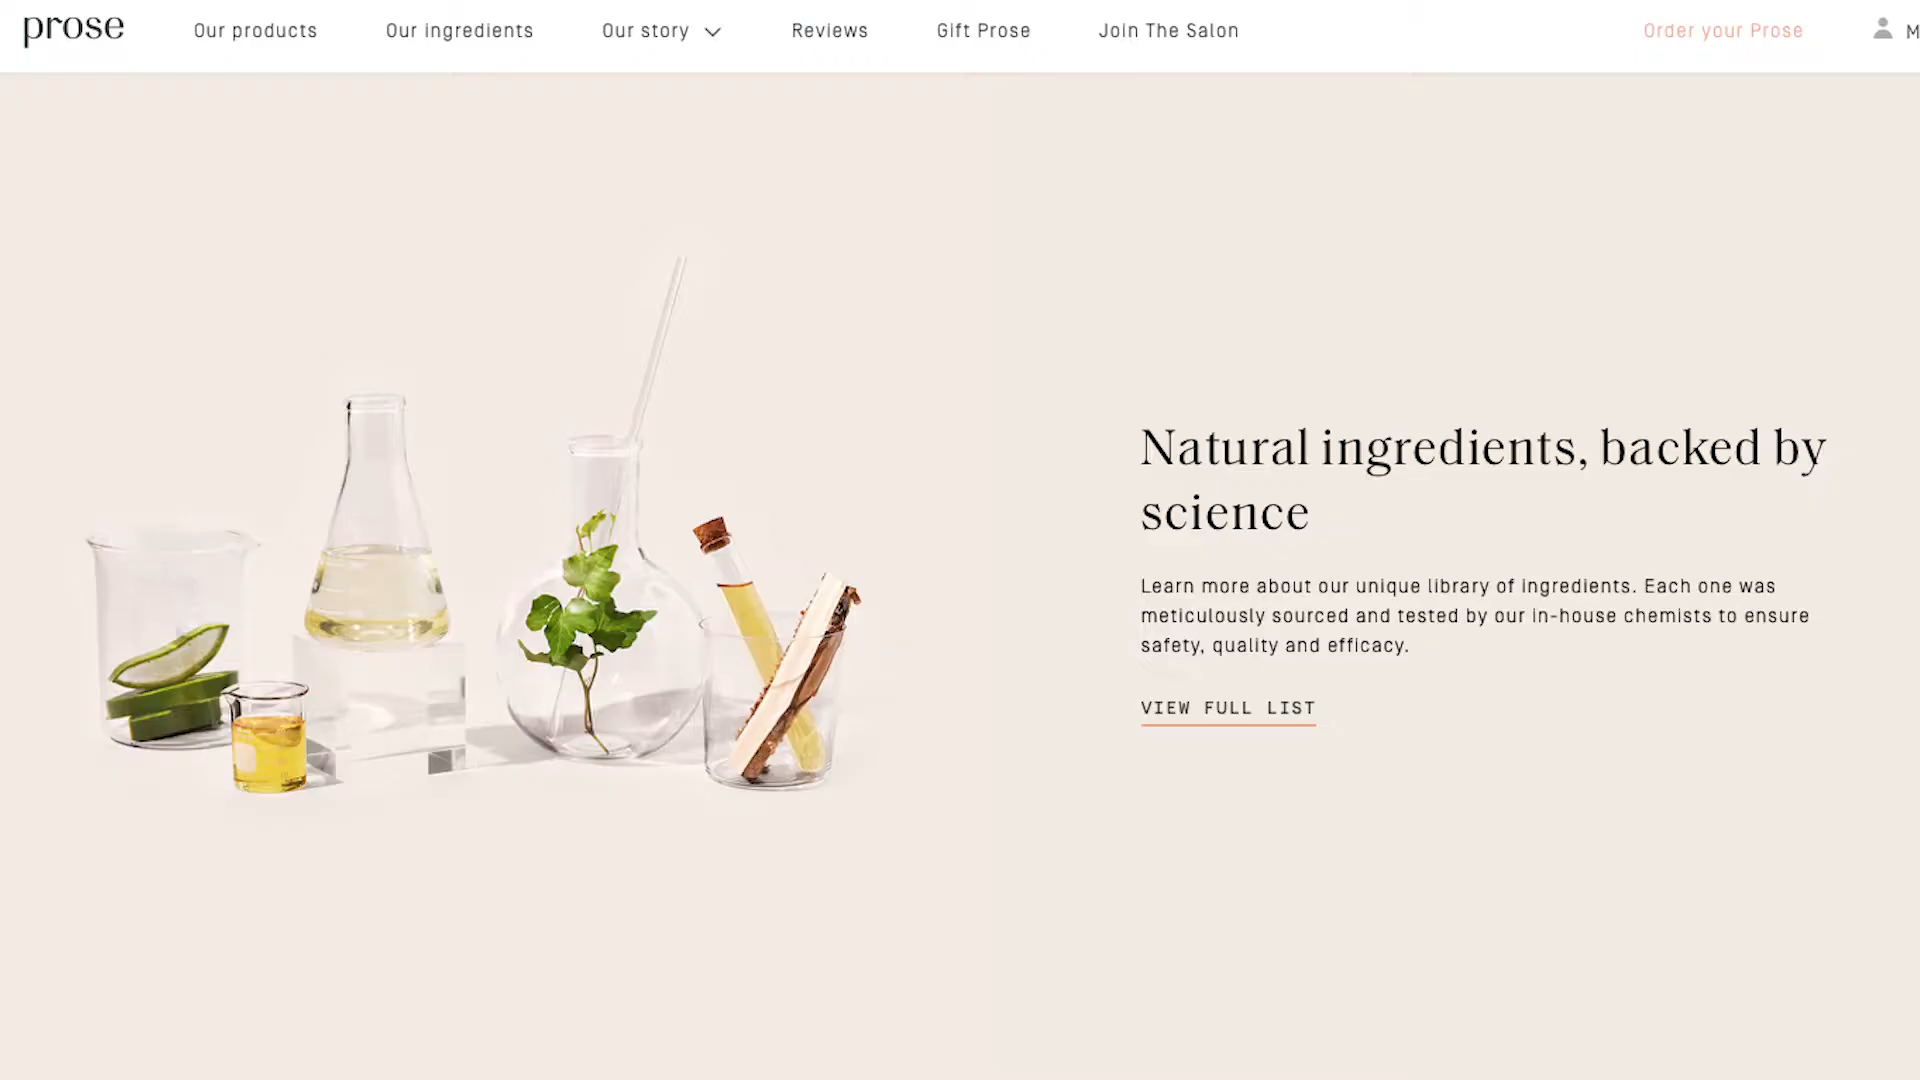 prose
Our products
Our ingredients
Our story
Reviews
Gift Prose
Join The Salon
Order your Prose
M
Natural ingredients, backed by
science
Learn more about our unique library of ingredients. Each one was
meticulously sourced and tested by our in-house chemists to ensure
safety, quality and efficacy.
VIEW FULL LIST